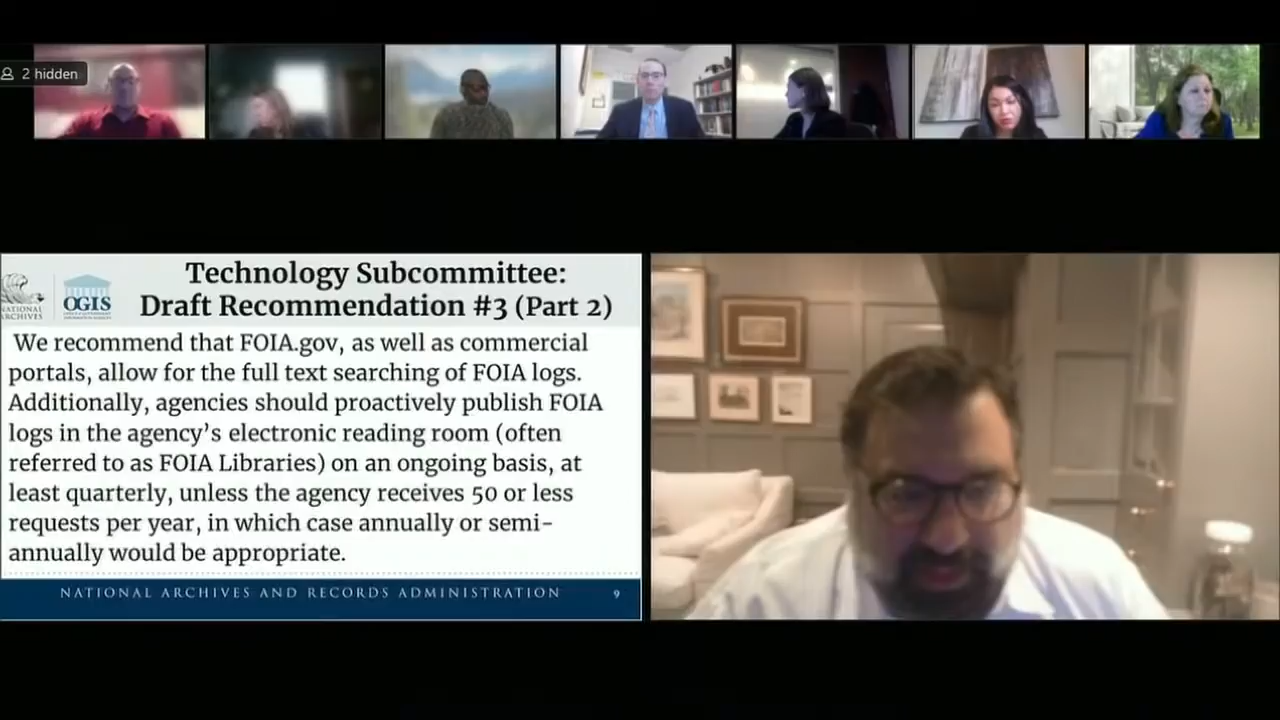 2 hidden
Technology Subcommittee:
Draft Recommendation #3 (Part 2)
NATIONAL
ARCHIVES
OGIS
We recommend that FOIA.gov, as well as commercial
portals, allow for the full text searching of FOIA logs.
Additionally, agencies should proactively publish FOIA
logs in the agency's electronic reading room (often
referred to as FOIA Libraries) on an ongoing basis, at
least quarterly, unless the agency receives 50 or less
requests per year, in which case annually or semi-
annually would be appropriate.
NATIONAL ARCHIVES AND RECORDS ADMINISTRATION
9